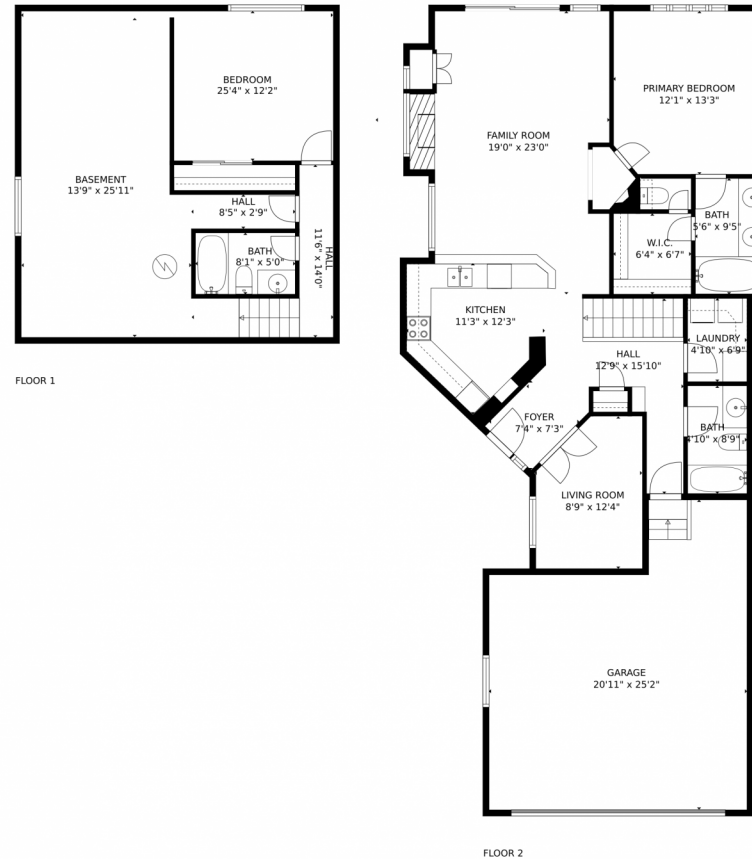 BEDROOM
25'4" x 12'2"
BASEMENT
13'9" x 25'11"
HALL
8'5" x 2'9"
BATH
8'1" x 5'0"
HALL
11'6" x 14'0"
FLOOR 1
PRIMARY BEDROOM
12'1" x 13'3"
FAMILY ROOM
19'0" x 23'0"
BATH
5'6" x 9'5"
W.I.C.
6'4" x 6'7"
KITCHEN
11'3" x 12'3"
LAUNDRY
4'10" x 6'9"
HALL
12'9" x 15'10"
FOYER
7'4" x 7'3"
BATH
4'10" x 8'9"
LIVING ROOM
8'9" x 12'4"
GARAGE
20'11" x 25'2"
FLOOR 2